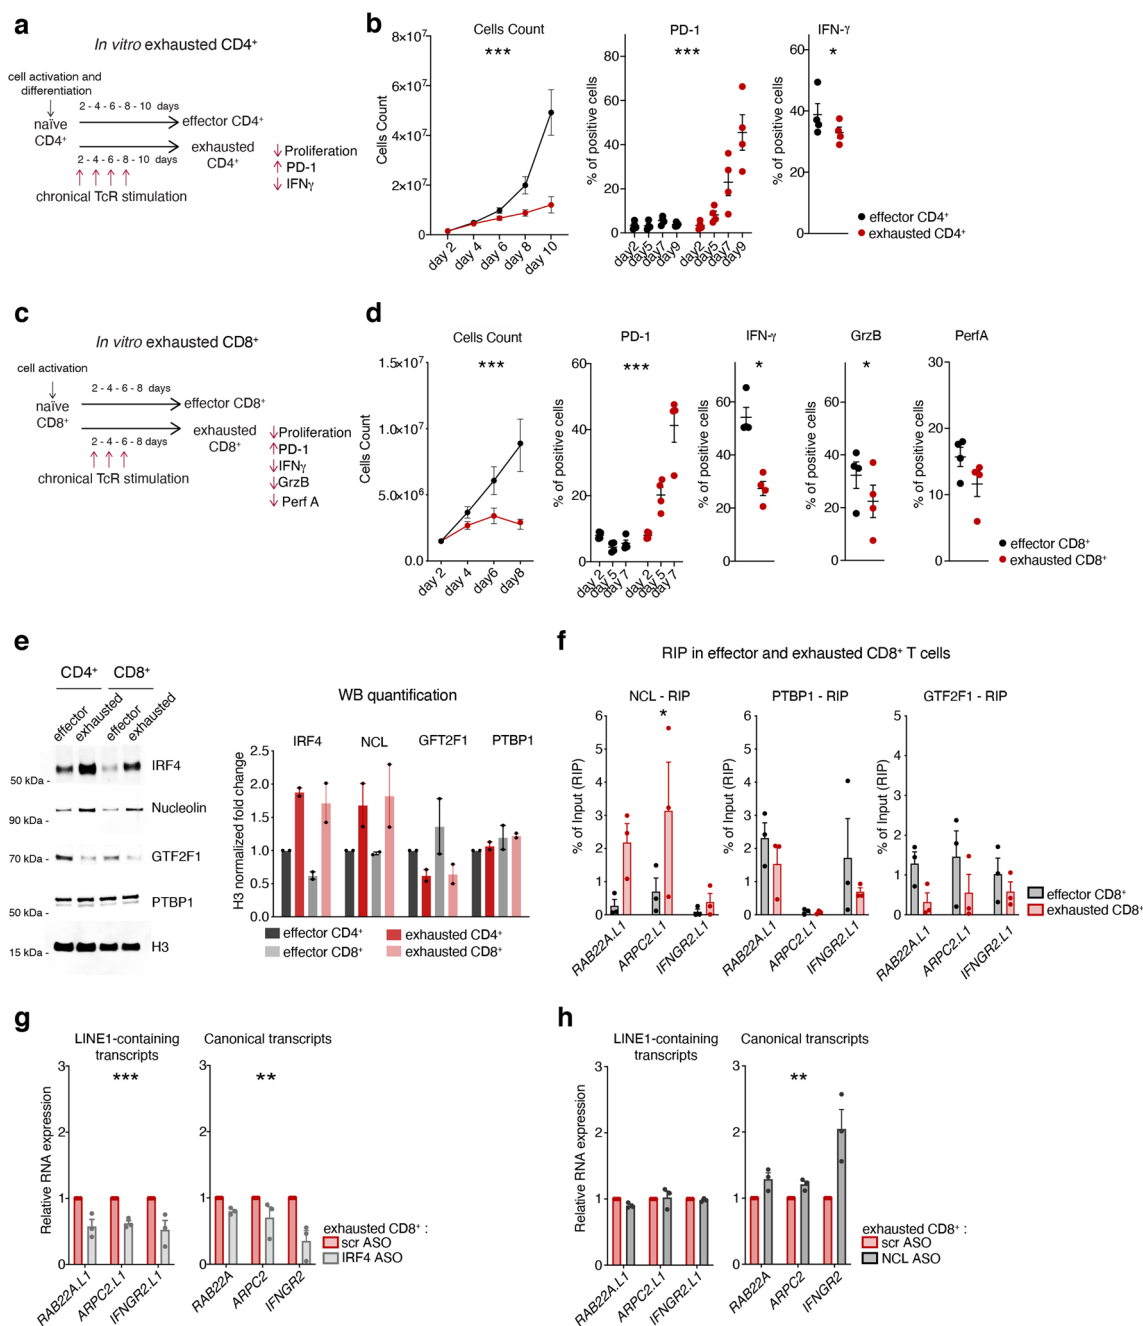 a
In vitro exhausted CD4⁺
cell activation and
differentiation
2 - 4 - 6 - 8 - 10 days
naïve
CD4⁺
effector CD4⁺
exhausted
CD4⁺
2 - 4 - 6 - 8 - 10 days
chronical TcR stimulation
↓Proliferation
↑ PD-1
↓ IFNγ
b
Cells Count
***
Cells Count
8×10⁷
6×10⁷
4×10⁷
2×10⁷
0
day 2
day 4
day 6
day 8
day 10
PD-1
***
% of positive cells
80
60
40
20
0
day2
day5
day7
day9
day2
day5
day7
day9
IFN-γ
*
% of positive cells
60
40
20
0
effector CD4⁺
exhausted CD4⁺
c
In vitro exhausted CD8⁺
cell activation
2 - 4 - 6 - 8 days
naïve
CD8⁺
effector CD8⁺
exhausted
CD8⁺
2 - 4 - 6 - 8 days
chronical TcR stimulation
↓Proliferation
↑PD-1
↓IFNγ
↓GrzB
↓ Perf A
d
Cells Count
***
Cells Count
1.5×10⁷
1.0×10⁷
5.0×10⁶
0.0
day 2
day 4
day6
day8
PD-1
***
% of positive cells
60
40
20
0
day 2
day 5
day 7
day 2
day 5
day 7
IFN-γ
*
% of positive cells
60
40
20
0
GrzB
*
% of positive cells
60
40
20
0
PerfA
% of positive cells
30
20
10
0
effector CD8⁺
exhausted CD8⁺
e
CD4⁺ CD8⁺
effector
exhausted
effector
exhausted
50 kDa -
IRF4
90 kDa -
Nucleolin
70 kDa -
GTF2F1
50 kDa -
PTBP1
15 kDa -
H3
WB quantification
IRF4 NCL GFT2F1 PTBP1
H3 normalized fold change
2.5
2.0
1.5
1.0
0.5
0.0
effector CD4⁺
exhausted CD4⁺
effector CD8⁺
exhausted CD8⁺
f
RIP in effector and exhausted CD8⁺ T cells
NCL - RIP
*
% of Input (RIP)
6
5
4
3
2
1
0
RAB22A.L1
ARPC2.L1
IFNGR2.L1
PTBP1 - RIP
% of Input (RIP)
6
5
4
3
2
1
0
RAB22A.L1
ARPC2.L1
IFNGR2.L1
GTF2F1 - RIP
% of Input (RIP)
5
4
3
2
1
0
RAB22A.L1
ARPC2.L1
IFNGR2.L1
effector CD8⁺
exhausted CD8⁺
g
LINE1-containing
transcripts
***
Relative RNA expression
3
2
1
0
RAB22A.L1
ARPC2.L1
IFNGR2.L1
Canonical transcripts
**
3
2
1
0
RAB22A
ARPC2
IFNGR2
exhausted CD8⁺ :
scr ASO
IRF4 ASO
h
LINE1-containing
transcripts
Relative RNA expression
3
2
1
0
RAB22A.L1
ARPC2.L1
IFNGR2.L1
Canonical transcripts
**
3
2
1
0
RAB22A
ARPC2
IFNGR2
exhausted CD8⁺ :
scr ASO
NCL ASO